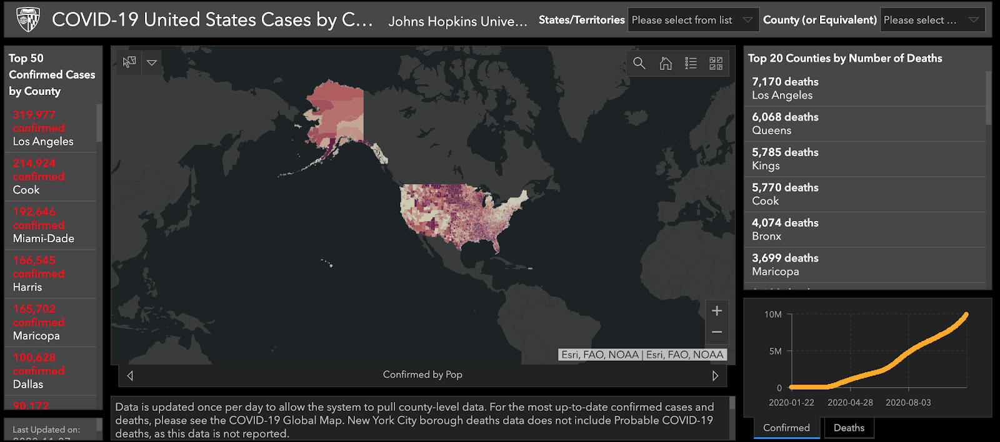 COVID-19 United States Cases by C...
Johns Hopkins Unive...
States/Territories
Please select from list
County (or Equivalent)
Please select ...
Top 50
Confirmed Cases
by County
319,977
confirmed
Los Angeles
214,924
confirmed
Cook
192,646
confirmed
Miami-Dade
166,545
confirmed
Harris
165,702
confirmed
Maricopa
100,628
confirmed
Dallas
90,172
Last Updated on:
Esri, FAO, NOAA | Esri, FAO, NOAA
Confirmed by Pop
Data is updated once per day to allow the system to pull county-level data. For the most up-to-date confirmed cases and
deaths, please see the COVID-19 Global Map. New York City borough deaths data does not include Probable COVID-19
deaths, as this data is not reported.
Top 20 Counties by Number of Deaths
7,170 deaths
Los Angeles
6,068 deaths
Queens
5,785 deaths
Kings
5,770 deaths
Cook
4,074 deaths
Bronx
3,699 deaths
Maricopa
10M
5M
0
2020-01-22
2020-04-28
2020-08-03
Confirmed
Deaths